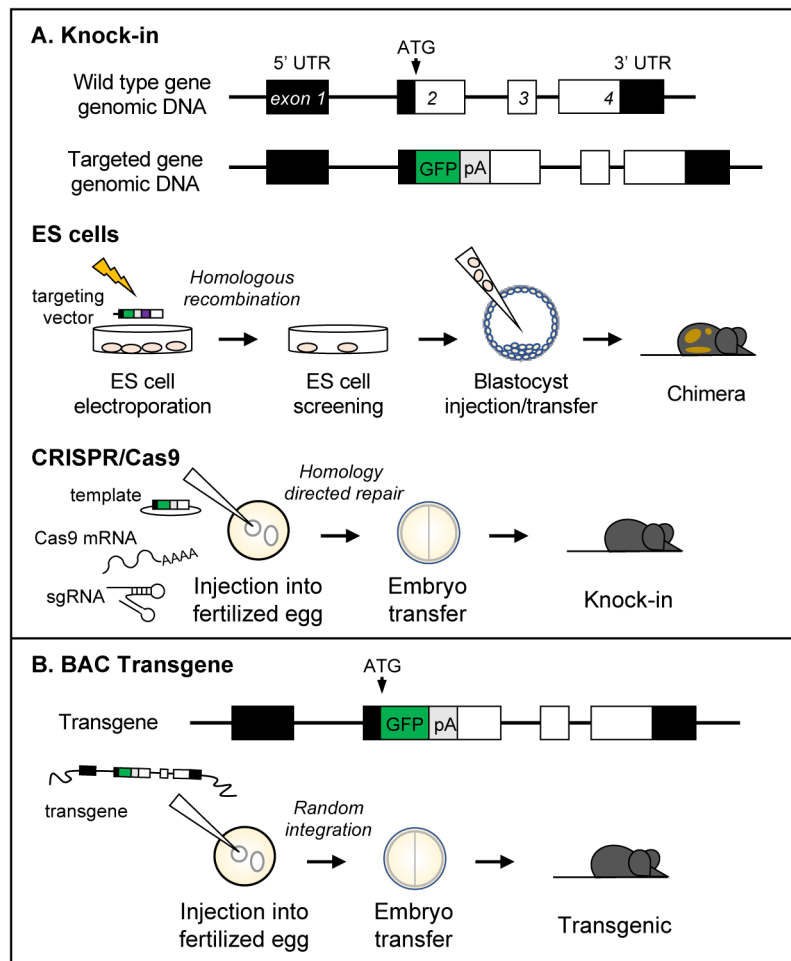 A. Knock-in
ATG
5’ UTR
3’ UTR
Wild type gene
genomic DNA
exon 1
2
3
4
Targeted gene
genomic DNA
GFP
pA
ES cells
Homologous
recombination
targeting
vector
ES cell
electroporation
ES cell
screening
Blastocyst
injection/transfer
Chimera
CRISPR/Cas9
template
Homology
directed repair
Cas9 mRNA
AAAA
sgRNA
Injection into
fertilized egg
Embryo
transfer
Knock-in
B. BAC Transgene
ATG
Transgene
GFP
pA
transgene
Random
integration
Injection into
fertilized egg
Embryo
transfer
Transgenic